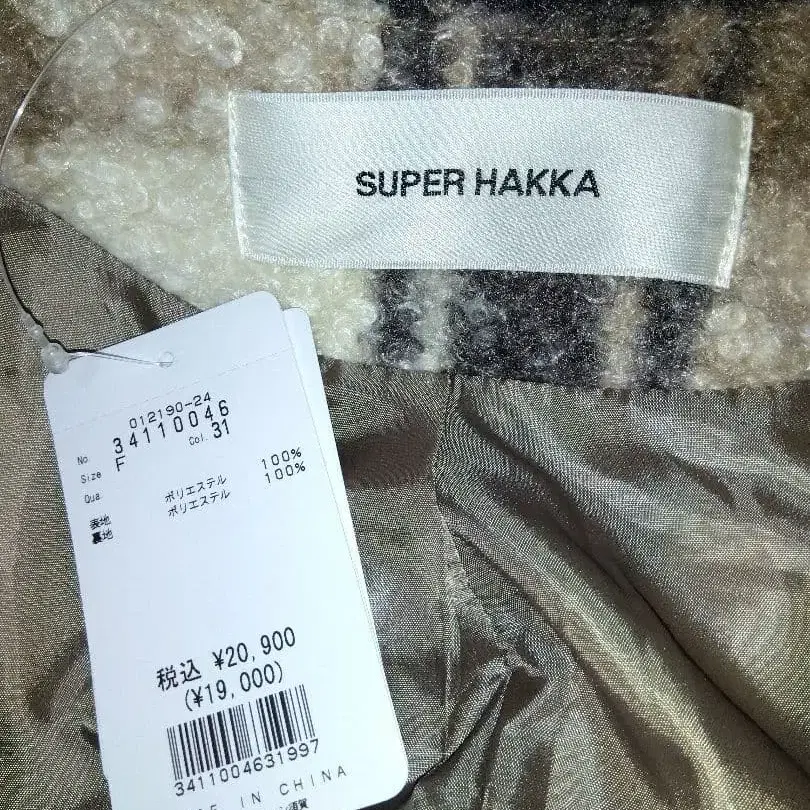 SUPER HAKKA
012190-24
No. 34110046
Size F Col. 31
Qua.
表地 ポリエステル 100%
裏地 ポリエステル 100%
税込 ¥20,900
(¥19,000)
3411004631997
IN CHINA